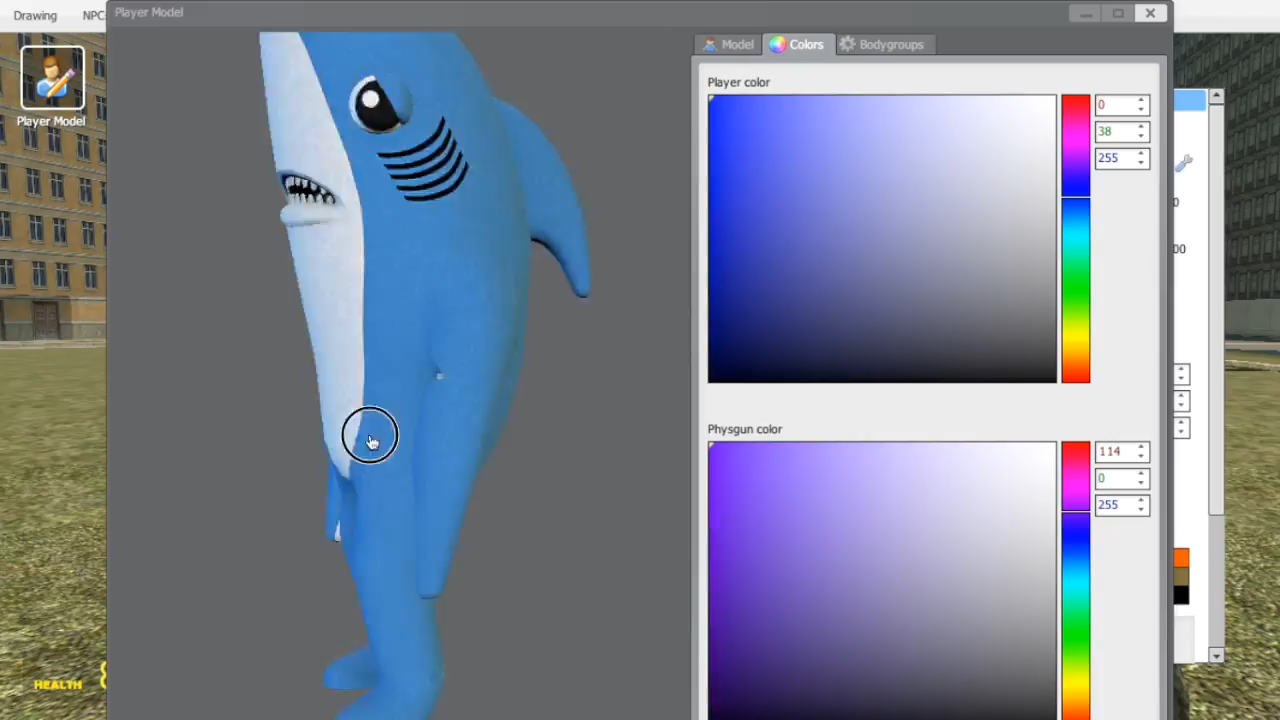 Drawing NPC
Player Model
Player Model
Model Colors Bodygroups
Player color
0
38
255
Physgun color
114
0
255
HEALTH